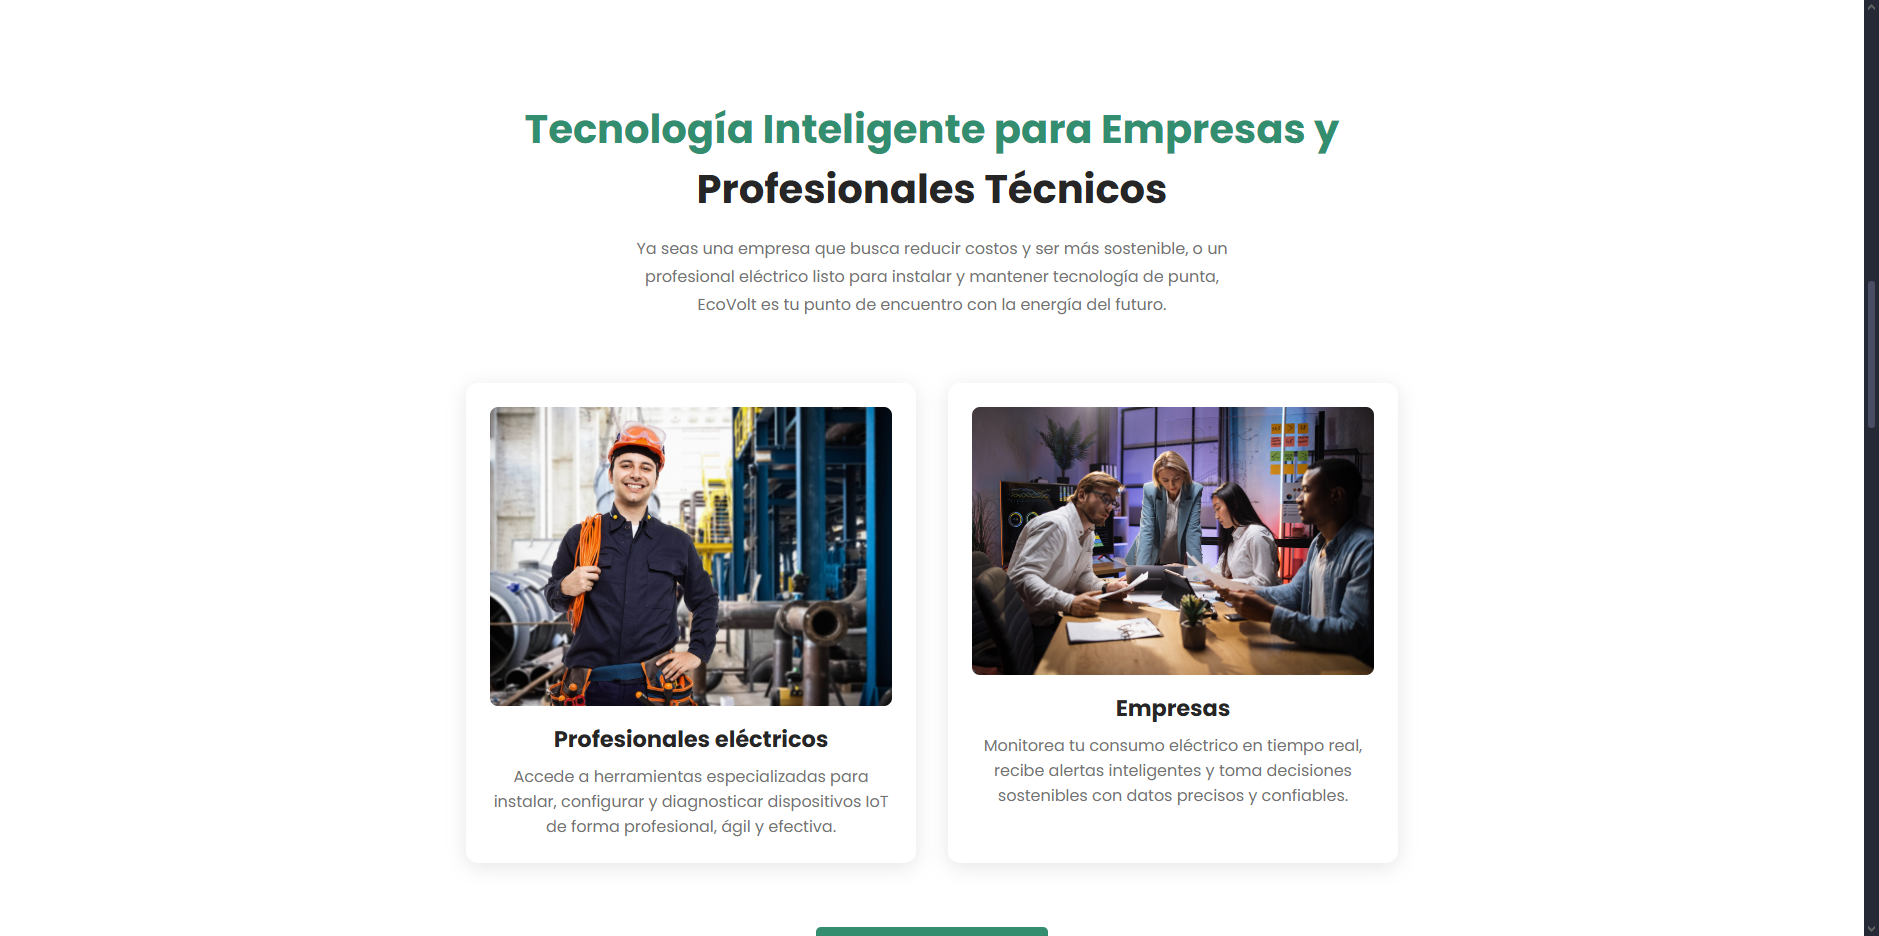 Tecnología Inteligente para Empresas y
Profesionales Técnicos
Ya seas una empresa que busca reducir costos y ser más sostenible, o un
profesional eléctrico listo para instalar y mantener tecnología de punta,
EcoVolt es tu punto de encuentro con la energía del futuro.
Profesionales eléctricos
Accede a herramientas especializadas para
instalar, configurar y diagnosticar dispositivos IoT
de forma profesional, ágil y efectiva.
Empresas
Monitorea tu consumo eléctrico en tiempo real,
recibe alertas inteligentes y toma decisiones
sostenibles con datos precisos y confiables.